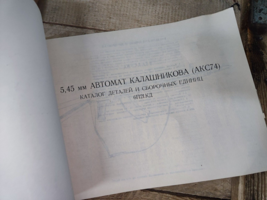 5,45 мм АВТОМАТ КАЛАШНИКОВА (АКС74)
КАТАЛОГ ДЕТАЛЕЙ И СБОРОЧНЫХ ЕДИНИЦ